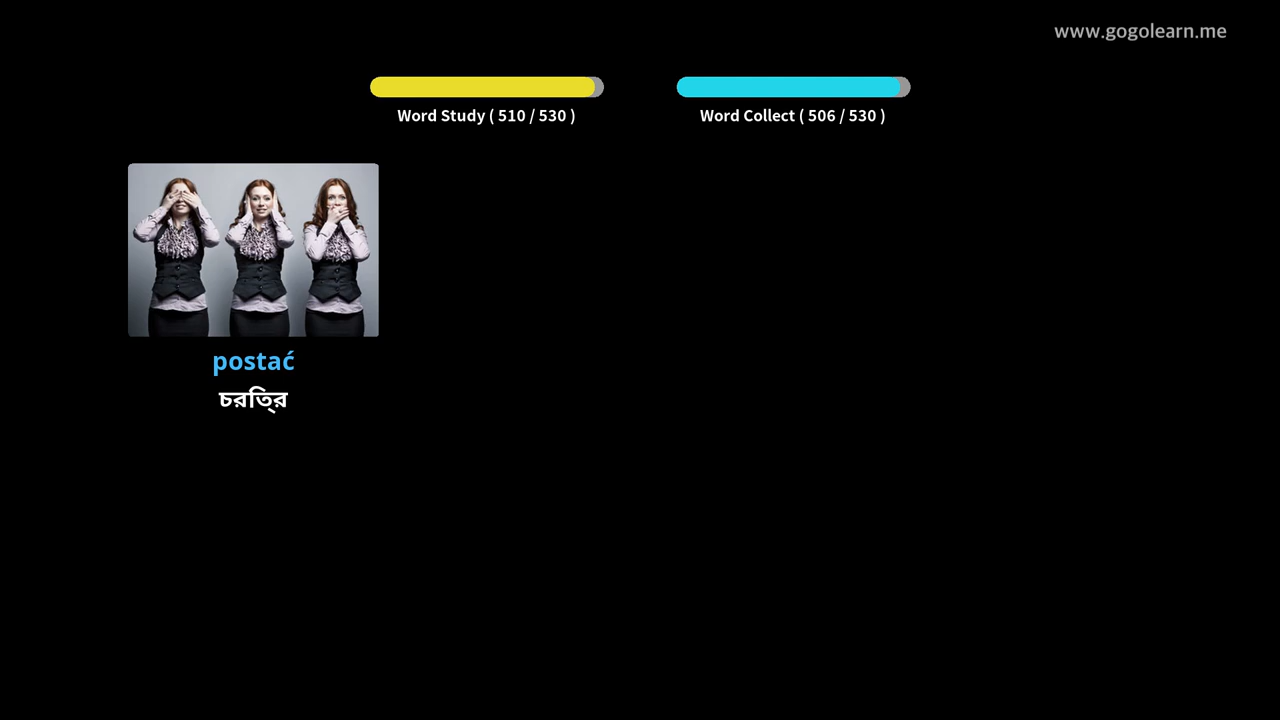 www.gogolearn.me
Word Study ( 510 / 530 )
Word Collect ( 506 / 530 )
postać
চরিত্র